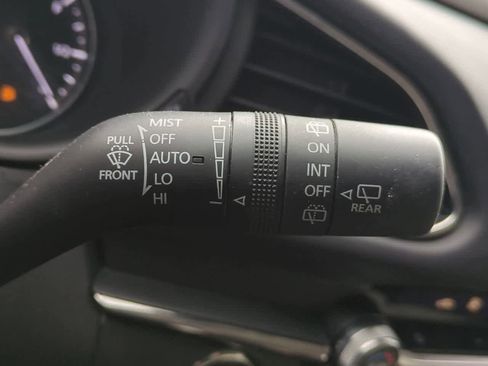 MIST
OFF
AUTO
LO
HI
PULL
FRONT
+
-
ON
INT
OFF
REAR